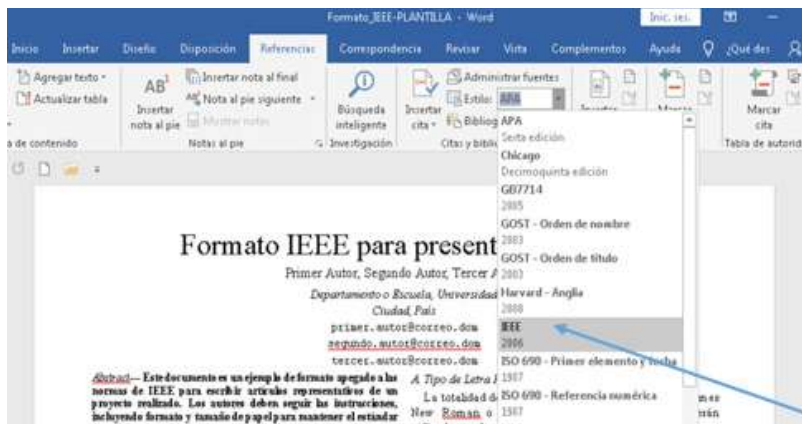 Formato_IEEE-PLANTILLA - Word
Inic. ses.
Inicio Insertar Diseño Disposición Referencias Correspondencia Revisar Vista Complementos Ayuda ¿Qué des
Agregar texto
Actualizar tabla
AB¹
Insertar nota al pie
Insertar nota al final
Nota al pie siguiente
Mostrar notas
Notas al pie
Búsqueda inteligente
Investigación
Insertar cita
Administrar fuentes
Estilo: APA
Bibliog
Citas y biblio
Marcar cita
Tabla de autorid
a de contenido
APA
Sexta edición
Chicago
Decimoquinta edición
GB7714
2005
GOST - Orden de nombre
2003
GOST - Orden de título
2003
Harvard - Anglia
2008
IEEE
2006
ISO 690 - Primer elemento y fecha
1987
ISO 690 - Referencia numérica
1987
Formato IEEE para present
Primer Autor, Segundo Autor, Tercer A
Departamento o Escuela, Universidad
Ciudad, País
primer.autor@correo.dom
segundo.autor@correo.dom
tercer.autor@correo.dom
Abstract— Este documento es un ejemplo de formato apegado a las
normas de IEEE para escribir artículos representativos de un
proyecto realizado. Los autores deben seguir las instrucciones,
incluyendo formato y tamaño de papel para mantener el estándar
A. Tipo de Letra
La totalidad d
New Roman o